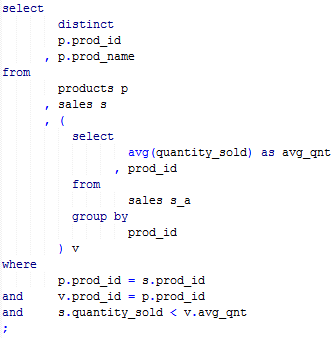 select
distinct
p.prod_id
, p.prod_name
from
products p
, sales s
, (
select
avg(quantity_sold) as avg_qnt
, prod_id
from
sales s_a
group by
prod_id
) v
where
p.prod_id = s.prod_id
and v.prod_id = p.prod_id
and s.quantity_sold < v.avg_qnt
;